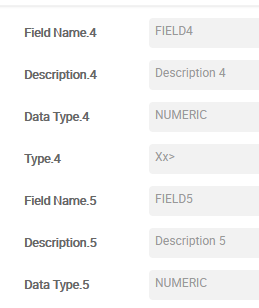 Field Name.4 FIELD4
Description.4 Description 4
Data Type.4 NUMERIC
Type.4 Xx>
Field Name.5 FIELD5
Description.5 Description 5
Data Type.5 NUMERIC